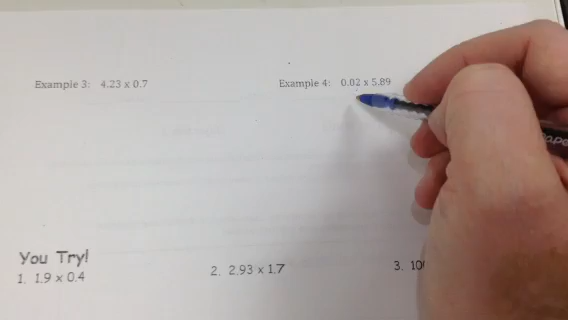 Example 3: 4.23 x 0.7
Example 4: 0.02 x 5.89
You Try!
1. 1.9 x 0.4
2. 2.93 x 1.7
3. 10